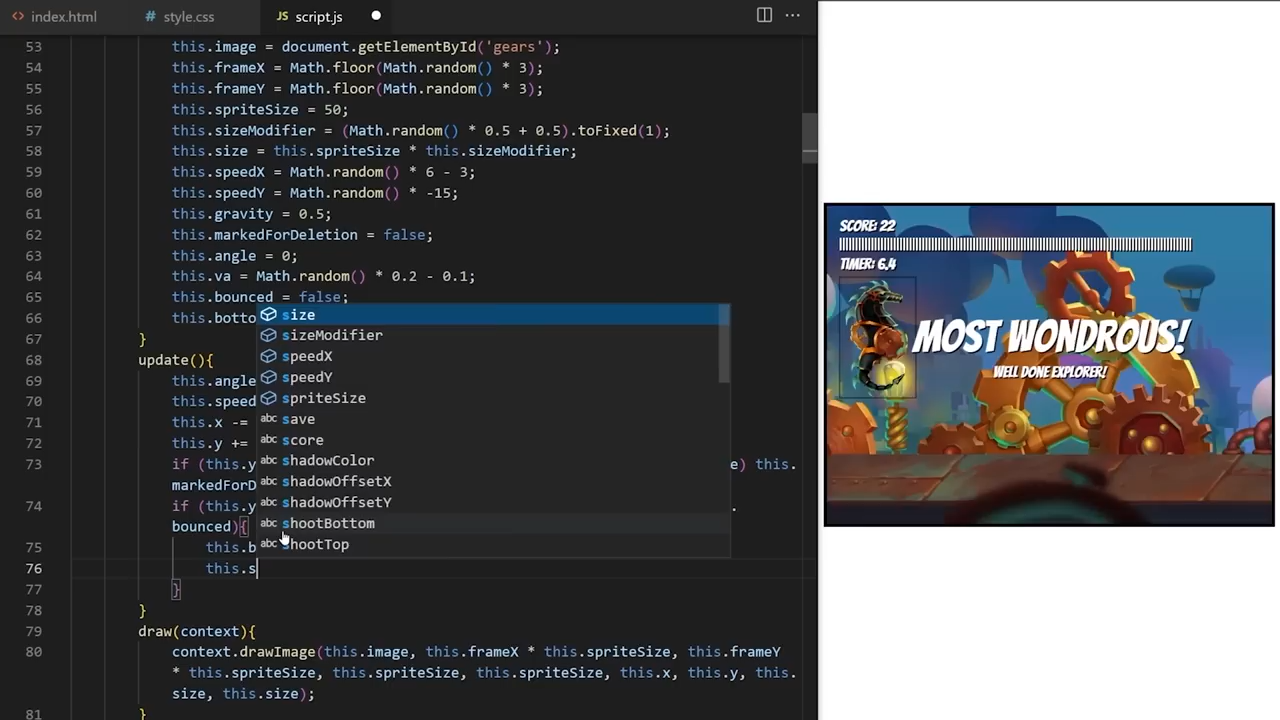 index.html
style.css
script.js
53 this.image = document.getElementById('gears');
54 this.frameX = Math.floor(Math.random() * 3);
55 this.frameY = Math.floor(Math.random() * 3);
56 this.spriteSize = 50;
57 this.sizeModifier = (Math.random() * 0.5 + 0.5).toFixed(1);
58 this.size = this.spriteSize * this.sizeModifier;
59 this.speedX = Math.random() * 6 - 3;
60 this.speedY = Math.random() * -15;
61 this.gravity = 0.5;
62 this.markedForDeletion = false;
63 this.angle = 0;
64 this.va = Math.random() * 0.2 - 0.1;
65 this.bounced = false;
66 this.botto
67 }
68 update(){
69 this.angle
70 this.speed
71 this.x -=
72 this.y +=
73 if (this.y e) this.
markedForD
74 if (this.y .
bounced){
75 this.b
76 this.s
77 }
78 }
79 draw(context){
80 context.drawImage(this.image, this.frameX * this.spriteSize, this.frameY
* this.spriteSize, this.spriteSize, this.spriteSize, this.x, this.y, this.
size, this.size);
81 }
size
sizeModifier
speedX
speedY
spriteSize
abc save
abc score
abc shadowColor
abc shadowOffsetX
abc shadowOffsetY
abc shootBottom
abc shootTop
SCORE: 22
TIMER: 6.4
MOST WONDROUS!
WELL DONE EXPLORER!